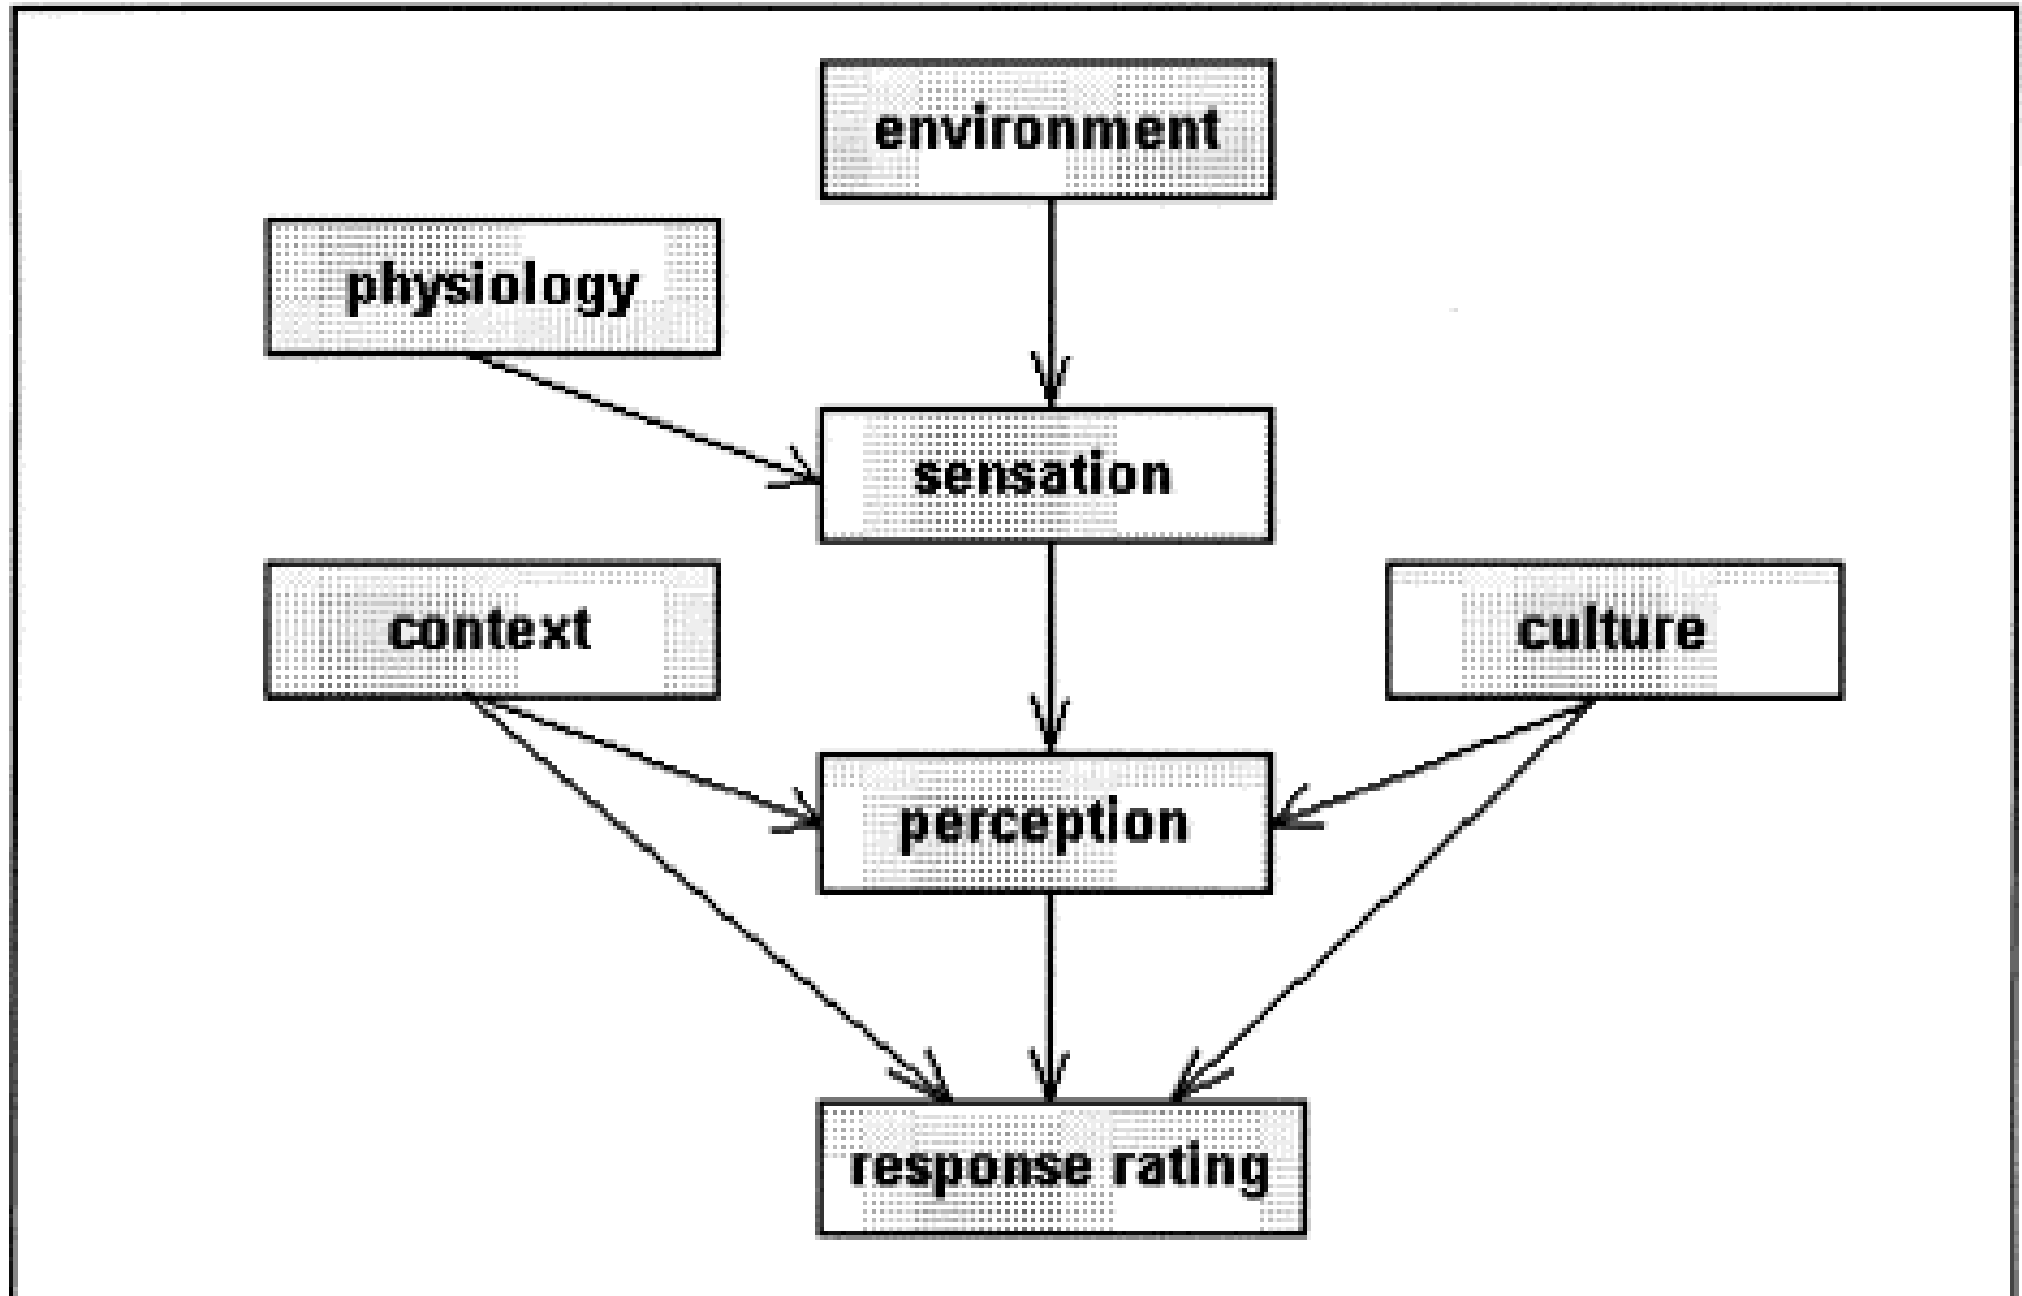 environment
physiology
sensation
context
culture
perception
response rating